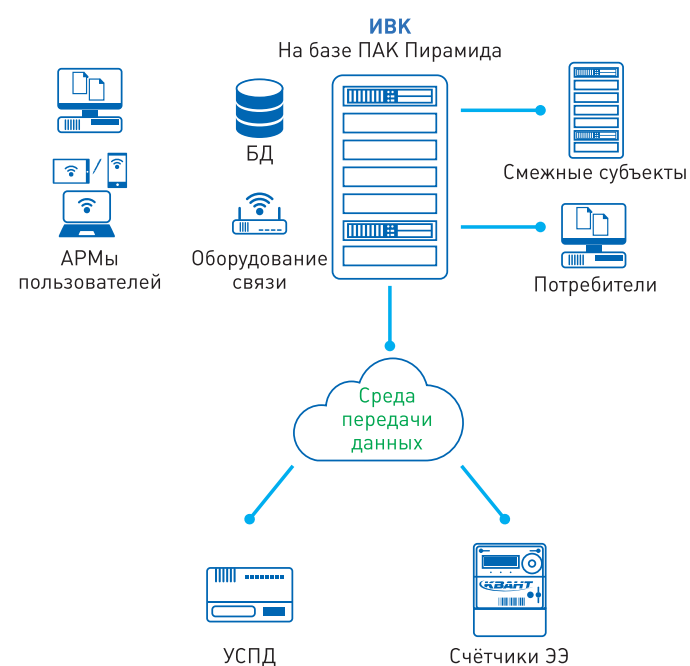 ИВК
На базе ПАК Пирамида
БД
Смежные субъекты
АРМы
пользователей
Оборудование
связи
Потребители
Среда
передачи
данных
КВАНТ
УСПД
Счётчики ЭЭ